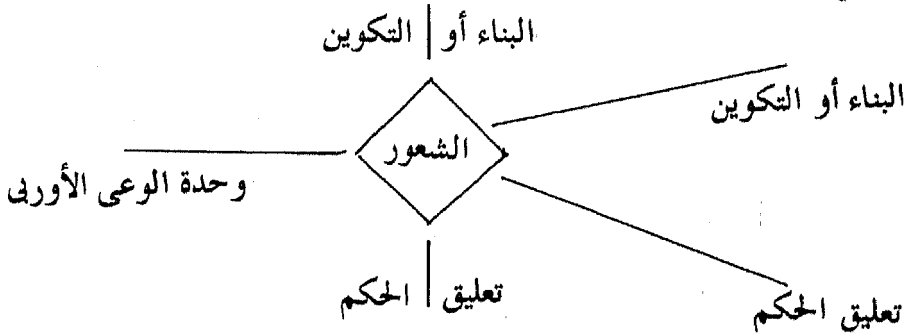 البناء أو التكوين
البناء أو التكوين
الشعور
وحدة الوعى الأوربى
تعليق الحكم
تعليق الحكم